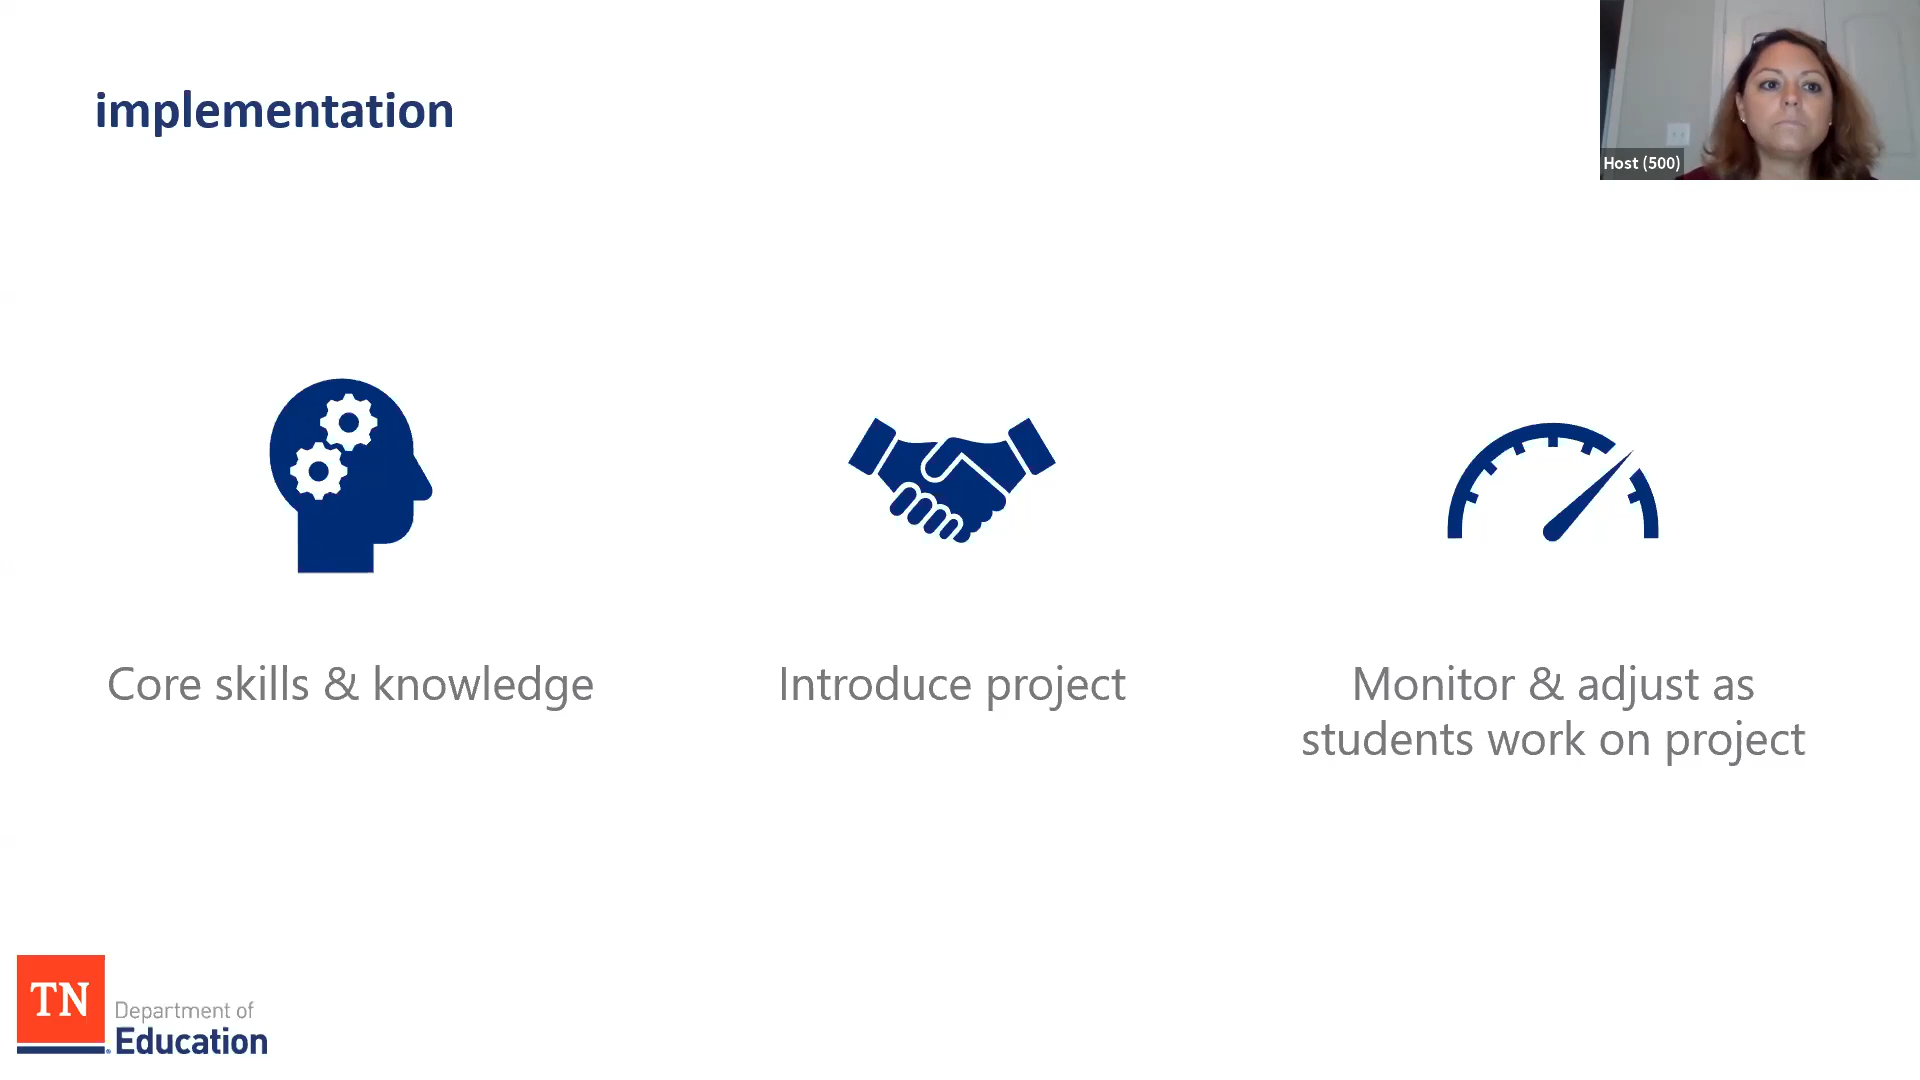 implementation
Host (500)
Core skills & knowledge
Introduce project
Monitor & adjust as
students work on project
TN
Department of
Education